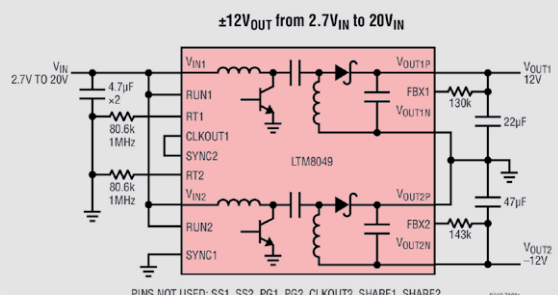 ±12VOUT from 2.7VIN to 20VIN
VIN
2.7V TO 20V
4.7µF
×2
80.6k
1MHz
80.6k
1MHz
VIN1
RUN1
RT1
CLKOUT1
SYNC2
RT2
VIN2
RUN2
SYNC1
LTM8049
VOUT1P
FBX1
VOUT1N
VOUT2P
FBX2
VOUT2N
130k
143k
VOUT1
12V
22µF
47µF
VOUT2
–12V
PINS NOT USED: SS1, SS2, PG1, PG2, CLKOUT2, SHARE1, SHARE2